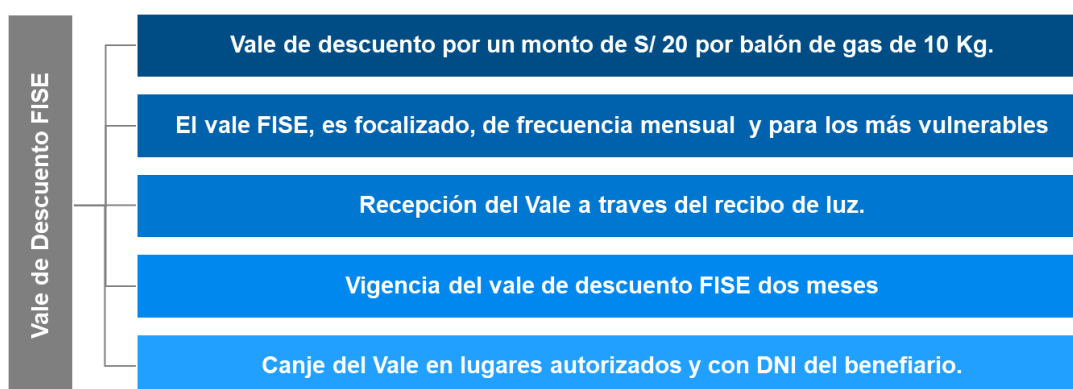 Vale de Descuento FISE
Vale de descuento por un monto de S/ 20 por balón de gas de 10 Kg.
El vale FISE, es focalizado, de frecuencia mensual y para los más vulnerables
Recepción del Vale a traves del recibo de luz.
Vigencia del vale de descuento FISE dos meses
Canje del Vale en lugares autorizados y con DNI del benefiario.